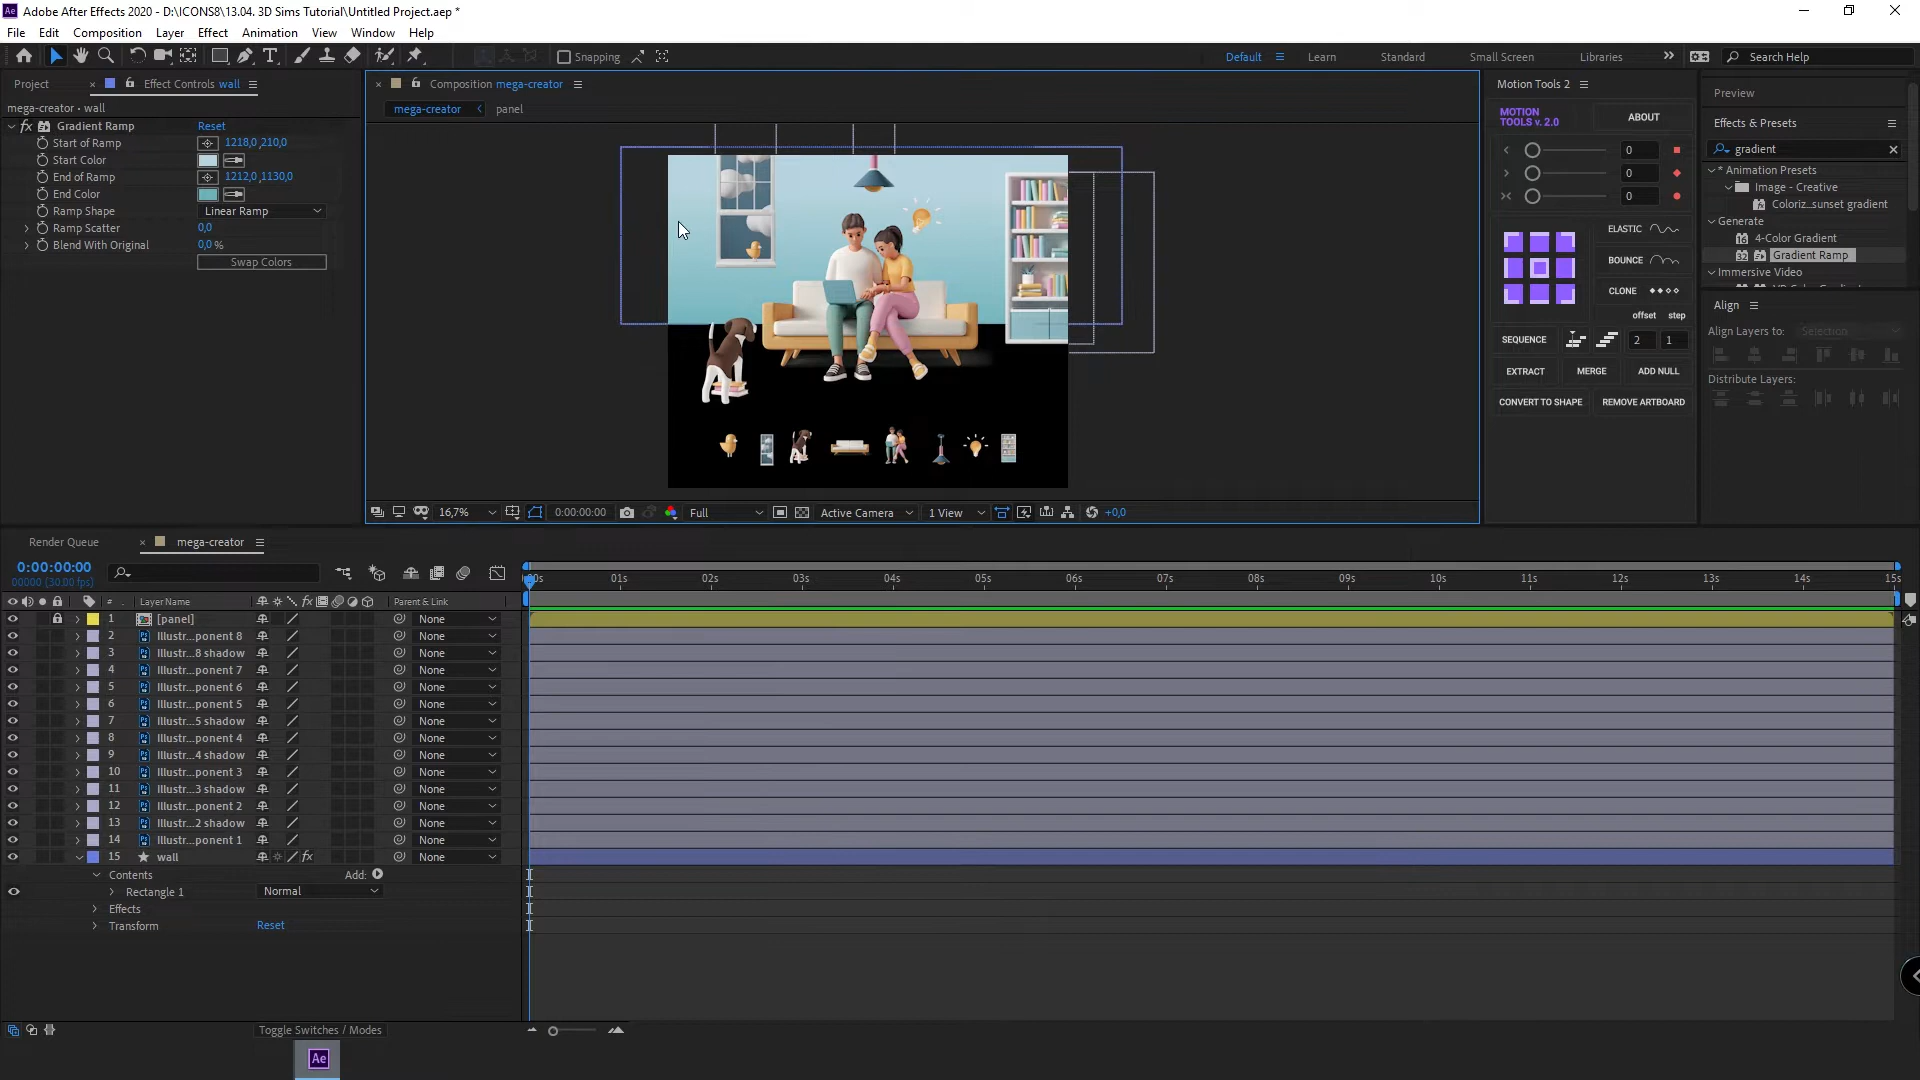 Adobe After Effects 2020 - D:\ICONS8\13.04. 3D Sims Tutorial\Untitled Project.aep *
File Edit Composition Layer Effect Animation View Window Help
Snapping Default Learn Standard Small Screen Libraries Search Help
Project Effect Controls wall
mega-creator • wall
fx Gradient Ramp Reset
Start of Ramp 1218,0 ,210,0
Start Color
End of Ramp 1212,0 ,1130,0
End Color
Ramp Shape Linear Ramp
Ramp Scatter 0,0
Blend With Original 0,0 %
Swap Colors
Composition mega-creator
mega-creator panel
16,7% 0:00:00:00 Full Active Camera 1 View +0,0
Motion Tools 2
MOTION
TOOLS v. 2.0
ABOUT
0
0
0
ELASTIC
BOUNCE
CLONE
offset step
SEQUENCE 2 1
EXTRACT MERGE ADD NULL
CONVERT TO SHAPE REMOVE ARTBOARD
Preview
Effects & Presets
gradient
* Animation Presets
Image - Creative
Coloriz...sunset gradient
Generate
4-Color Gradient
Gradient Ramp
Immersive Video
Align
Align Layers to: Selection
Distribute Layers:
Render Queue mega-creator
0:00:00:00
00000 (30.00 fps)
00s 01s 02s 03s 04s 05s 06s 07s 08s 09s 10s 11s 12s 13s 14s 15s
# Layer Name Parent & Link
1 [panel] None
2 Illustr...ponent 8 None
3 Illustr...8 shadow None
4 Illustr...ponent 7 None
5 Illustr...ponent 6 None
6 Illustr...ponent 5 None
7 Illustr...5 shadow None
8 Illustr...ponent 4 None
9 Illustr...4 shadow None
10 Illustr...ponent 3 None
11 Illustr...3 shadow None
12 Illustr...ponent 2 None
13 Illustr...2 shadow None
14 Illustr...ponent 1 None
15 wall fx None
Contents Add:
Rectangle 1 Normal
Effects
Transform Reset
Toggle Switches / Modes
Ae